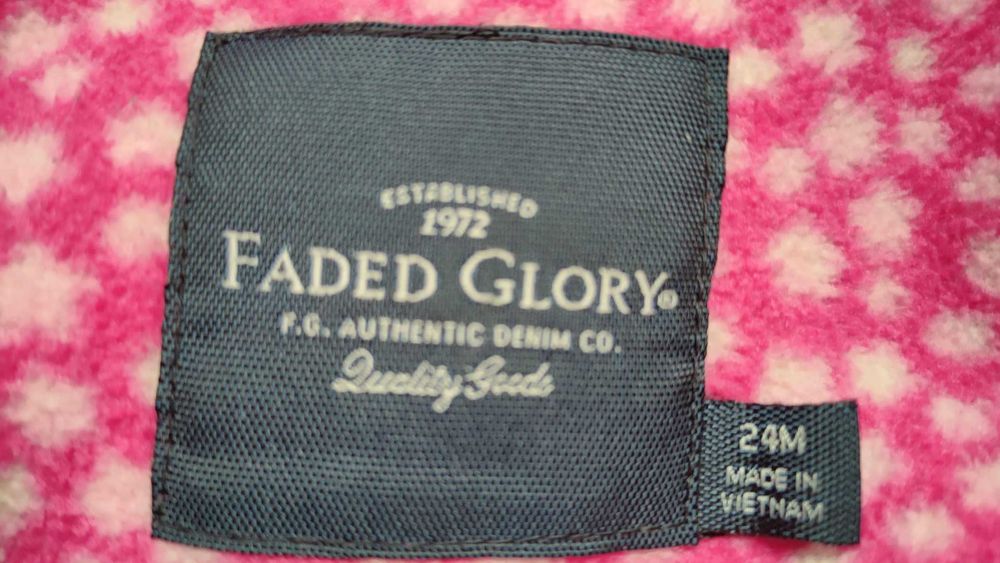 ESTABLISHED
1972
FADED GLORY®
F.G. AUTHENTIC DENIM CO.
Quality Goods
24M
MADE IN
VIETNAM